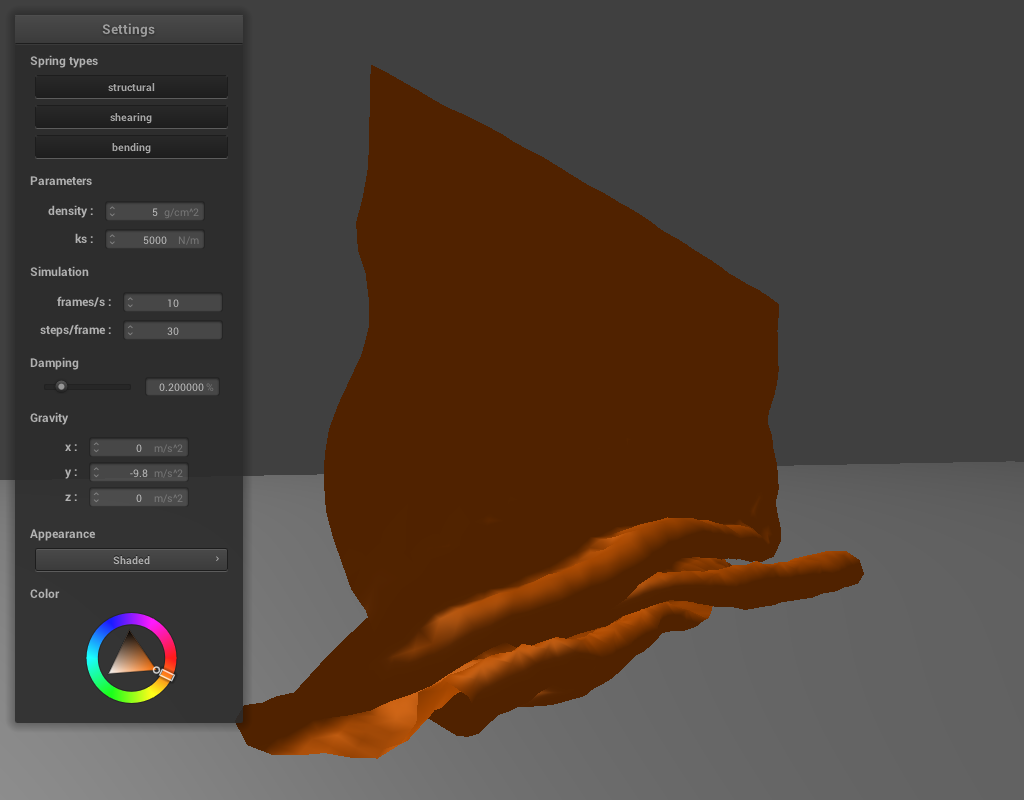 Settings
Spring types
structural
shearing
bending
Parameters
density : 5 g/cm^2
ks : 5000 N/m
Simulation
frames/s : 10
steps/frame : 30
Damping
0.200000 %
Gravity
x : 0 m/s^2
y : -9.8 m/s^2
z : 0 m/s^2
Appearance
Shaded
Color